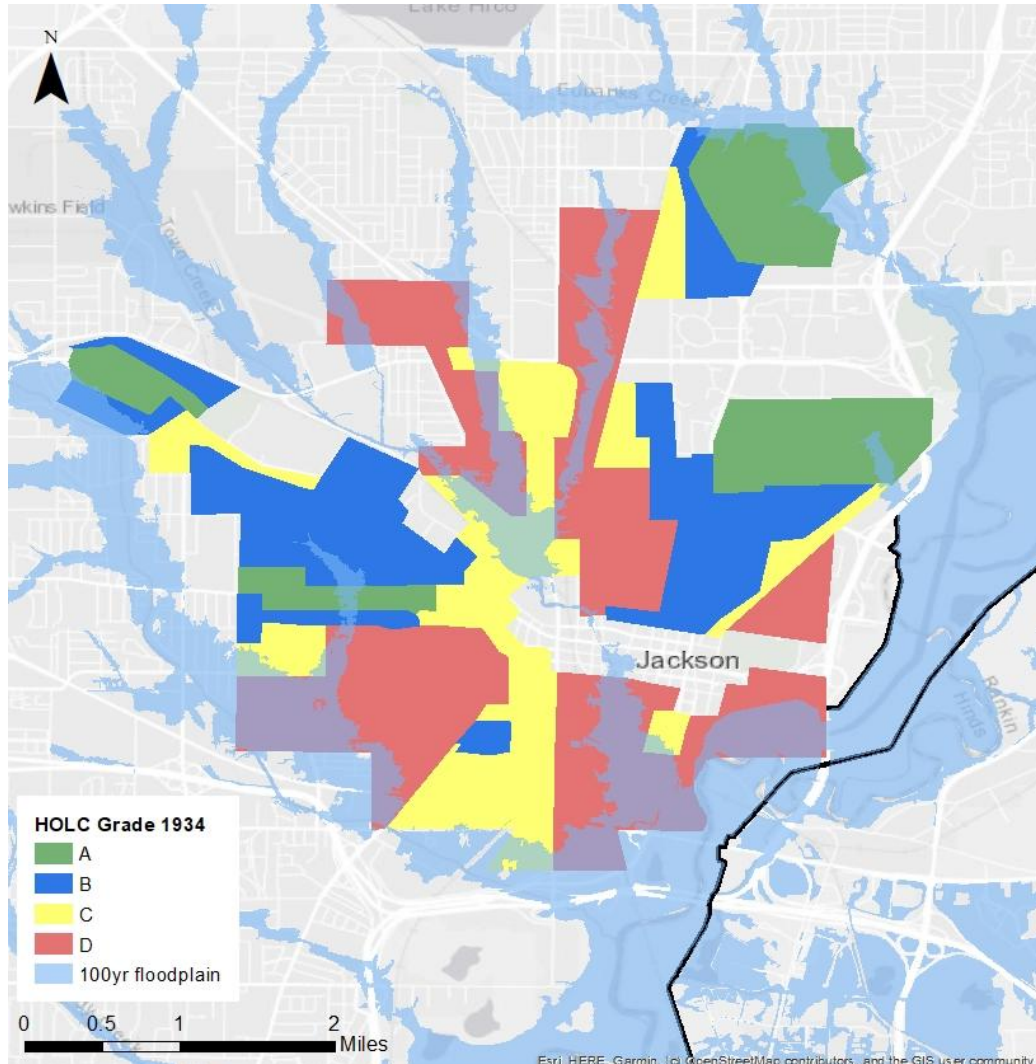 Lake Hico
N
Eubanks Creek
wkins Field
Town Creek
Jackson
Rankin
Hinds
HOLC Grade 1934
A
B
C
D
100yr floodplain
Creek
0 0.5 1 2
Miles
Esri, HERE, Garmin, (c) OpenStreetMap contributors, and the GIS user community